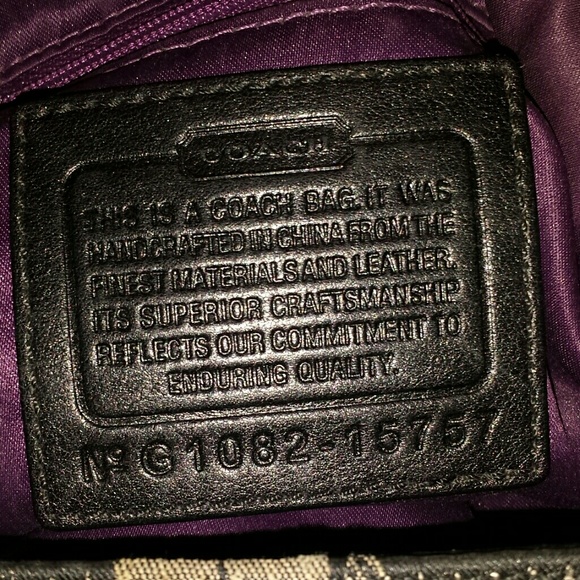 COACH
THIS IS A COACH BAG. IT WAS
HANDCRAFTED IN CHINA FROM THE
FINEST MATERIALS AND LEATHER.
ITS SUPERIOR CRAFTSMANSHIP
REFLECTS OUR COMMITMENT TO
ENDURING QUALITY.
Nº G1082-15757